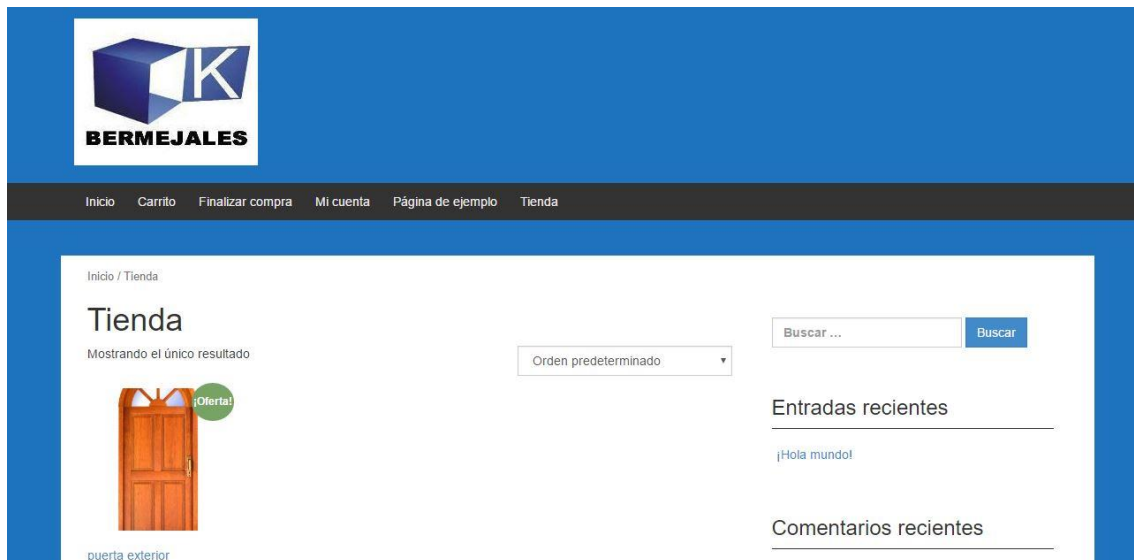 K
BERMEJALES
Inicio Carrito Finalizar compra Mi cuenta Página de ejemplo Tienda
Inicio / Tienda
Tienda
Mostrando el único resultado
Orden predeterminado
¡Oferta!
puerta exterior
Buscar ... Buscar
Entradas recientes
¡Hola mundo!
Comentarios recientes